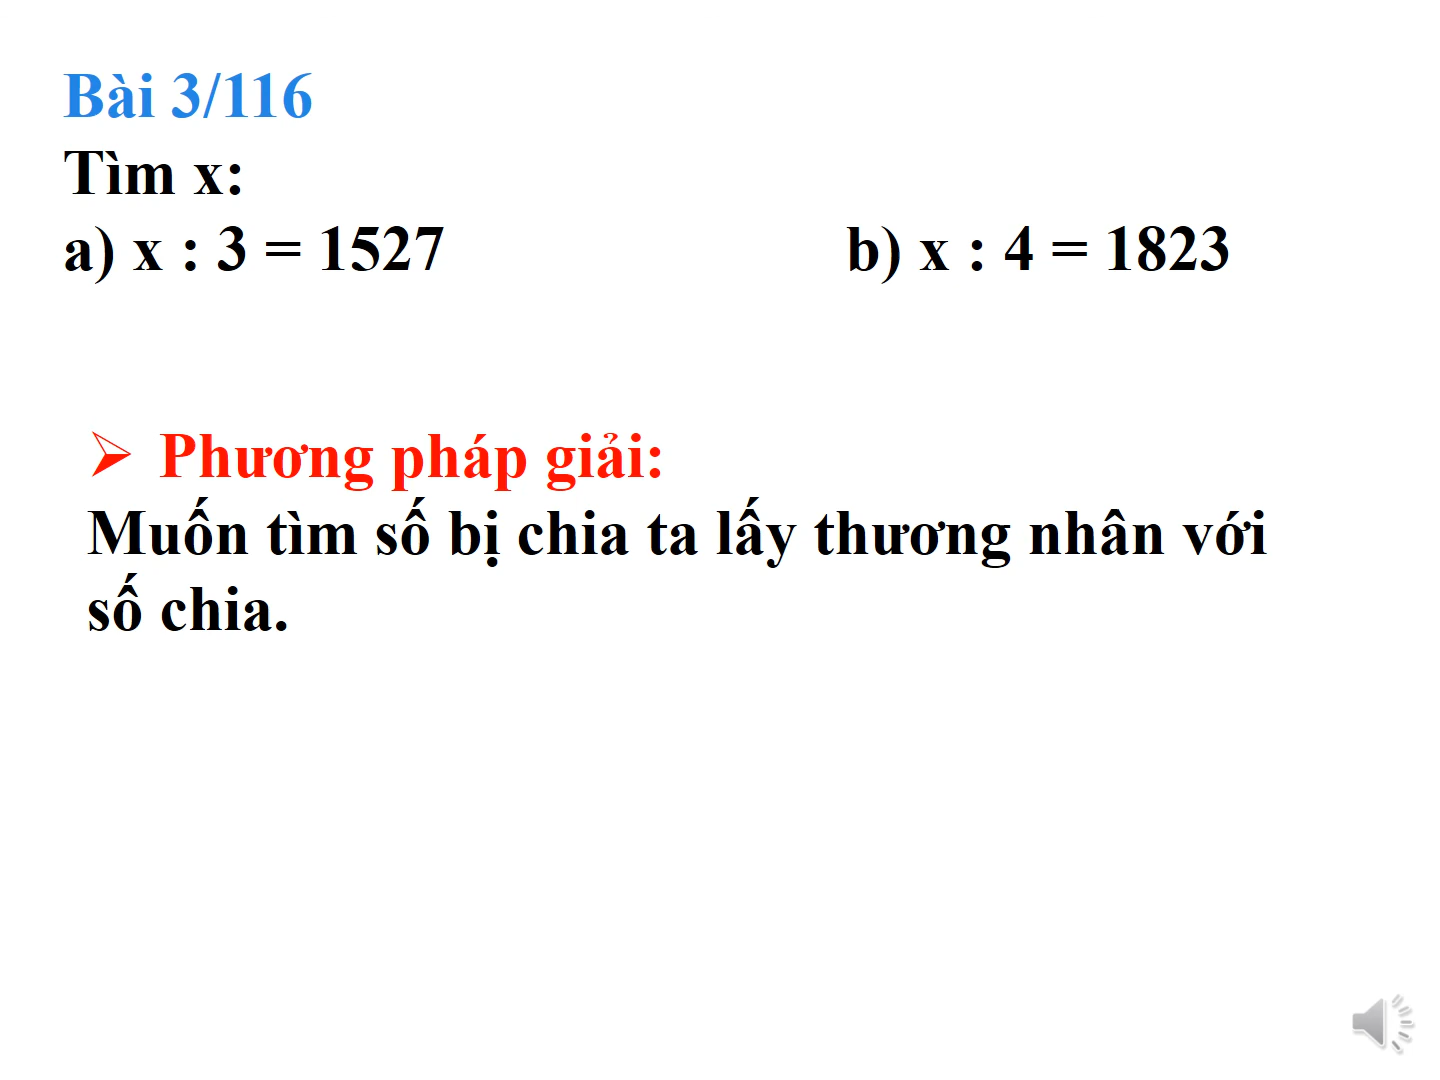 Bài 3/116
Tìm x:
a) x : 3 = 1527 b) x : 4 = 1823
➢ Phương pháp giải:
Muốn tìm số bị chia ta lấy thương nhân với
số chia.